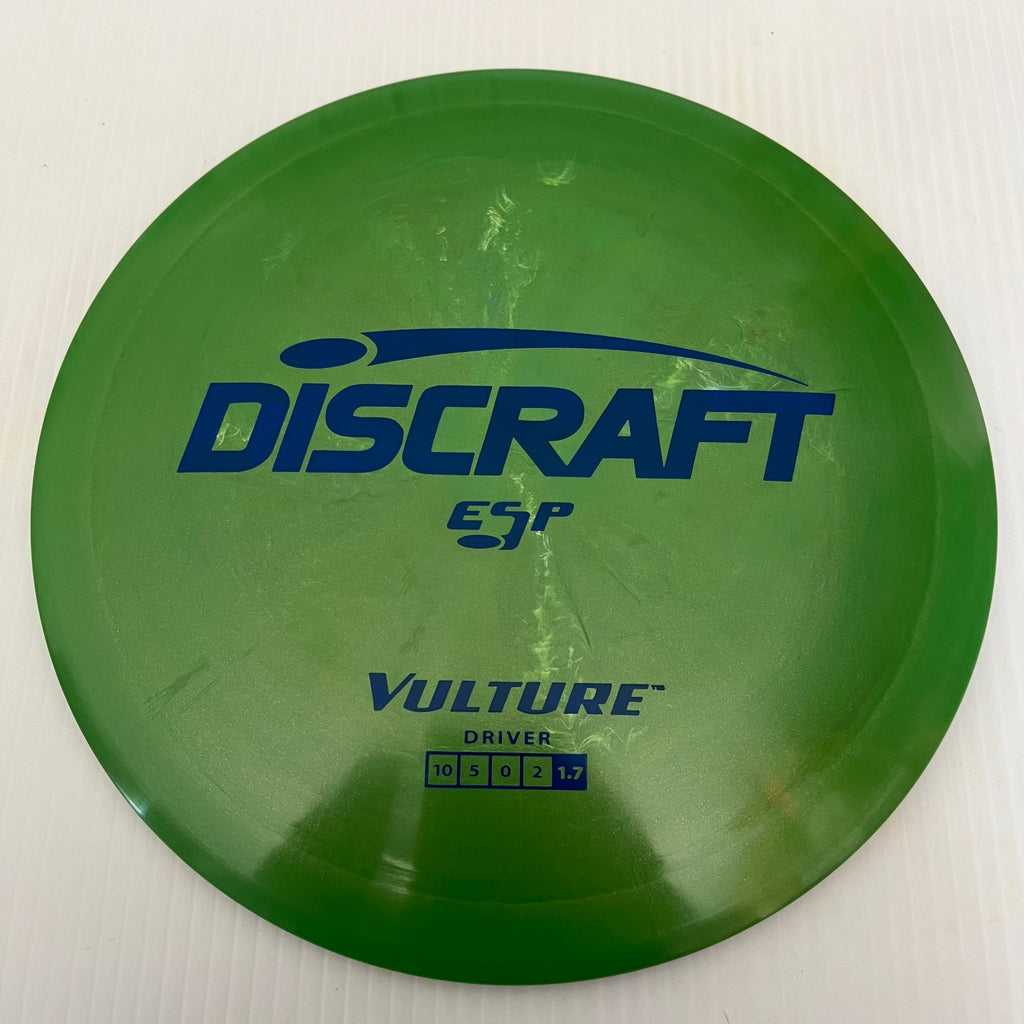 DISCRAFT
ESP
VULTURE™
DRIVER
10 5 0 2 1.7